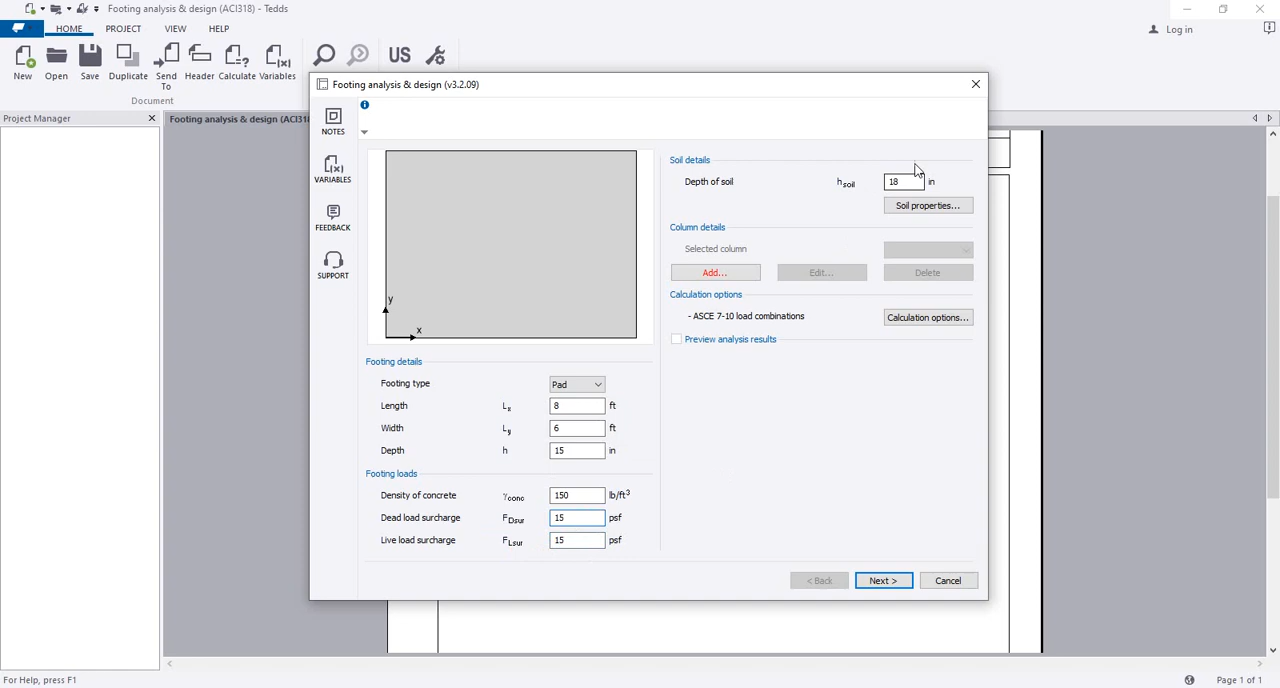 Footing analysis & design (ACI318) - Tedds
HOME PROJECT VIEW HELP
Log in
New Open Save Duplicate Send To Header Calculate Variables
US
Document
Project Manager
Footing analysis & design (ACI318
Footing analysis & design (v3.2.09)
NOTES
VARIABLES
FEEDBACK
SUPPORT
y
x
Footing details
Footing type Pad
Length Lx 8 ft
Width Ly 6 ft
Depth h 15 in
Footing loads
Density of concrete γconc 150 lb/ft3
Dead load surcharge FDsur 15 psf
Live load surcharge FLsur 15 psf
Soil details
Depth of soil hsoil 18 in
Soil properties...
Column details
Selected column
Add... Edit... Delete
Calculation options
- ASCE 7-10 load combinations Calculation options...
Preview analysis results
< Back Next > Cancel
For Help, press F1
Page 1 of 1